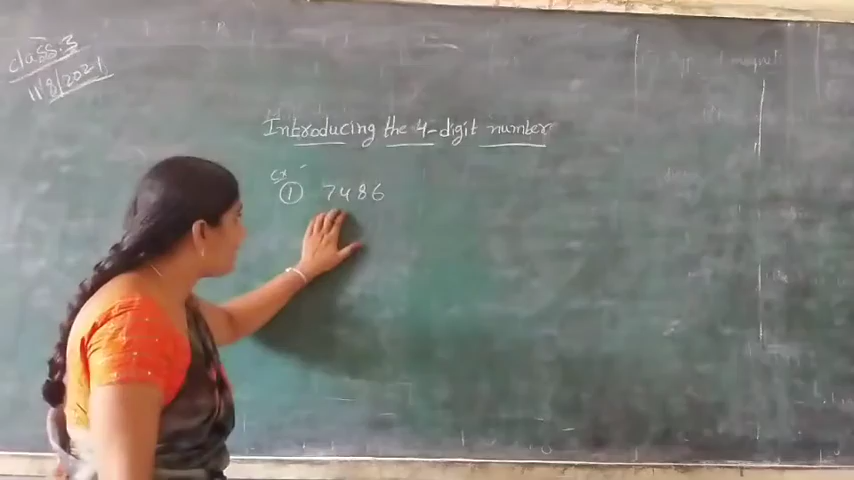 class:3
11/8/2021
Introducing the 4-digit number
Ex
① 7486